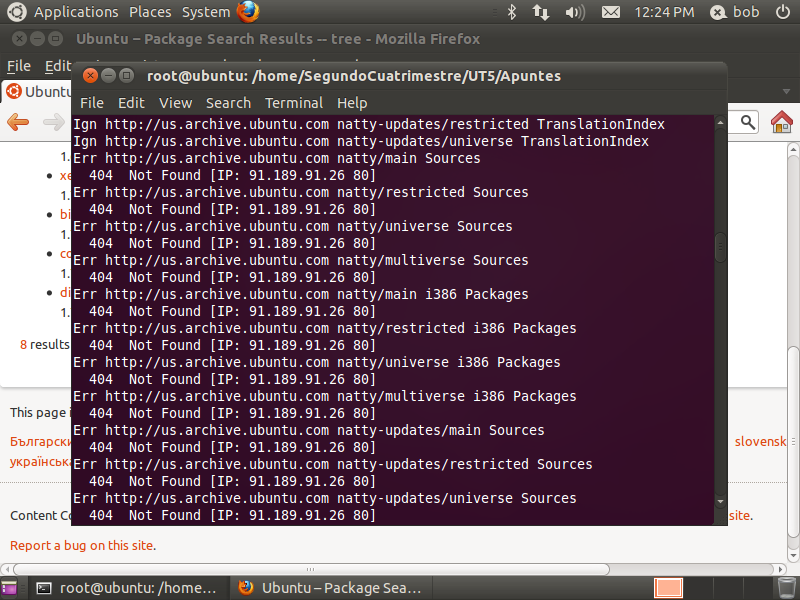 Applications Places System 12:24 PM bob
Ubuntu – Package Search Results -- tree - Mozilla Firefox
File Edit
Ubuntu
root@ubuntu: /home/SegundoCuatrimestre/UT5/Apuntes
File Edit View Search Terminal Help
Ign http://us.archive.ubuntu.com natty-updates/restricted TranslationIndex
Ign http://us.archive.ubuntu.com natty-updates/universe TranslationIndex
Err http://us.archive.ubuntu.com natty/main Sources
404 Not Found [IP: 91.189.91.26 80]
Err http://us.archive.ubuntu.com natty/restricted Sources
404 Not Found [IP: 91.189.91.26 80]
Err http://us.archive.ubuntu.com natty/universe Sources
404 Not Found [IP: 91.189.91.26 80]
Err http://us.archive.ubuntu.com natty/multiverse Sources
404 Not Found [IP: 91.189.91.26 80]
Err http://us.archive.ubuntu.com natty/main i386 Packages
404 Not Found [IP: 91.189.91.26 80]
Err http://us.archive.ubuntu.com natty/restricted i386 Packages
404 Not Found [IP: 91.189.91.26 80]
Err http://us.archive.ubuntu.com natty/universe i386 Packages
404 Not Found [IP: 91.189.91.26 80]
Err http://us.archive.ubuntu.com natty/multiverse i386 Packages
404 Not Found [IP: 91.189.91.26 80]
Err http://us.archive.ubuntu.com natty-updates/main Sources
404 Not Found [IP: 91.189.91.26 80]
Err http://us.archive.ubuntu.com natty-updates/restricted Sources
404 Not Found [IP: 91.189.91.26 80]
Err http://us.archive.ubuntu.com natty-updates/universe Sources
404 Not Found [IP: 91.189.91.26 80]
1.
xe
1.
bi
1.
co
1.
di
1.
8 results
This page i
Български slovensk
українська
Content Co site.
Report a bug on this site.
root@ubuntu: /home... Ubuntu – Package Sea...